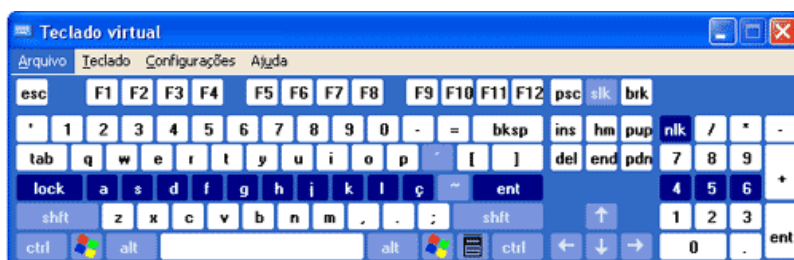 Teclado virtual
Arquivo Teclado Configurações Ajuda
esc F1 F2 F3 F4 F5 F6 F7 F8 F9 F10 F11 F12 psc slk brk
' 1 2 3 4 5 6 7 8 9 0 - = bksp ins hm pup nlk / * -
tab q w e r t y u i o p ´ [ ] del end pdn 7 8 9 +
lock a s d f g h j k l ç ~ ent 4 5 6
shft z x c v b n m , . ; shft ↑ 1 2 3 ent
ctrl alt alt ctrl ← ↓ → 0 .